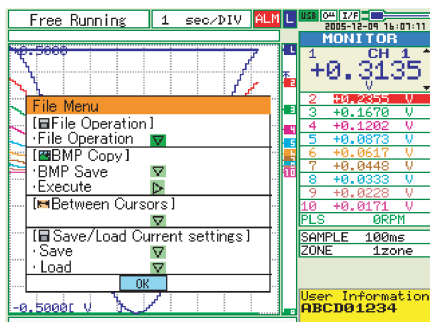 Free Running 1 sec/DIV ALM L USB I/F
2005-12-09 16:07:11
MONITOR
+0.5000
1 CH 1
+0.3135
V
2 +0.2355 V
3 +0.1670 V
4 +0.1202 V
5 +0.0873 V
6 +0.0617 V
7 +0.0448 V
8 +0.0333 V
9 +0.0228 V
10 +0.0171 V
PLS 0RPM
SAMPLE 100ms
ZONE 1zone
User Information
ABCD01234
File Menu
[File Operation]
·File Operation
[BMP Copy]
·BMP Save
·Execute
[Between Cursors]
[Save/Load Current settings]
·Save
·Load
OK
-0.5000[ V ]